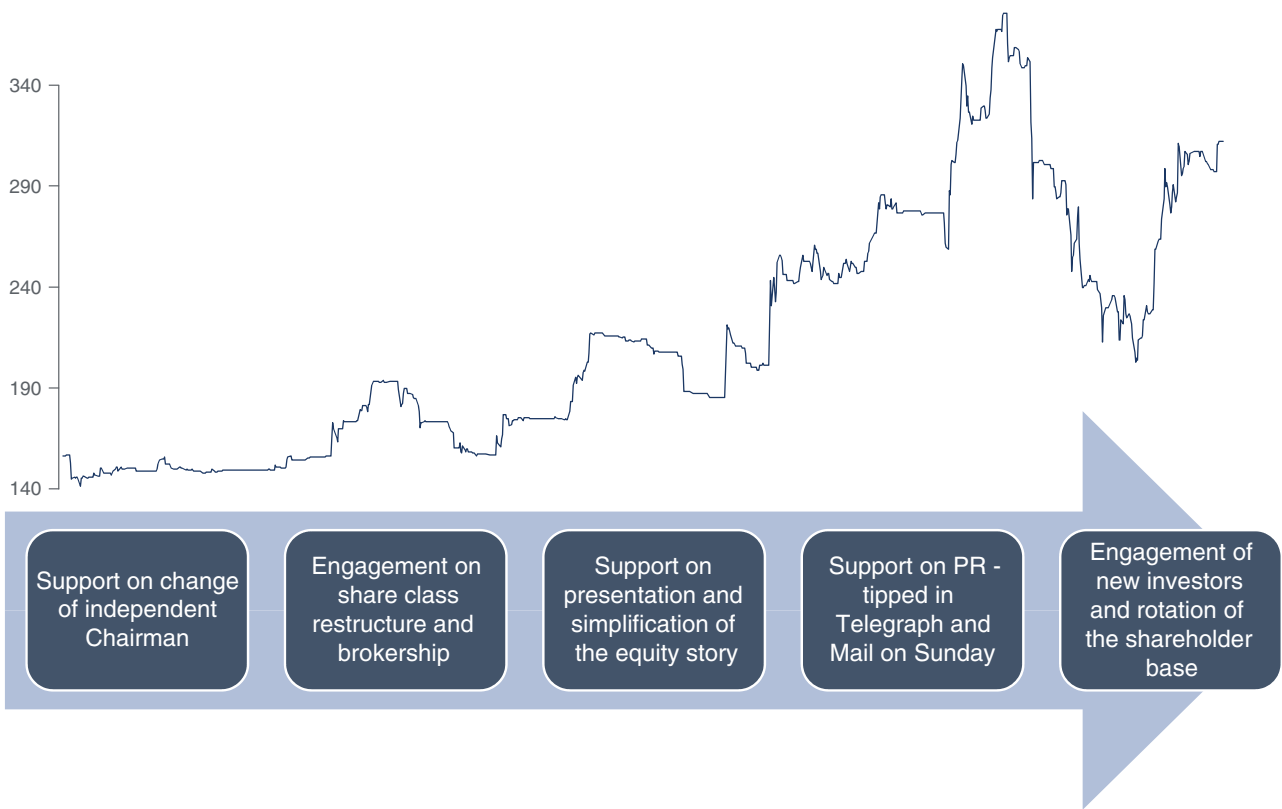 340
290
240
190
140
Support on change
of independent
Chairman
Engagement on
share class
restructure and
brokership
Support on
presentation and
simplification of
the equity story
Support on PR -
tipped in
Telegraph and
Mail on Sunday
Engagement of
new investors
and rotation of
the shareholder
base